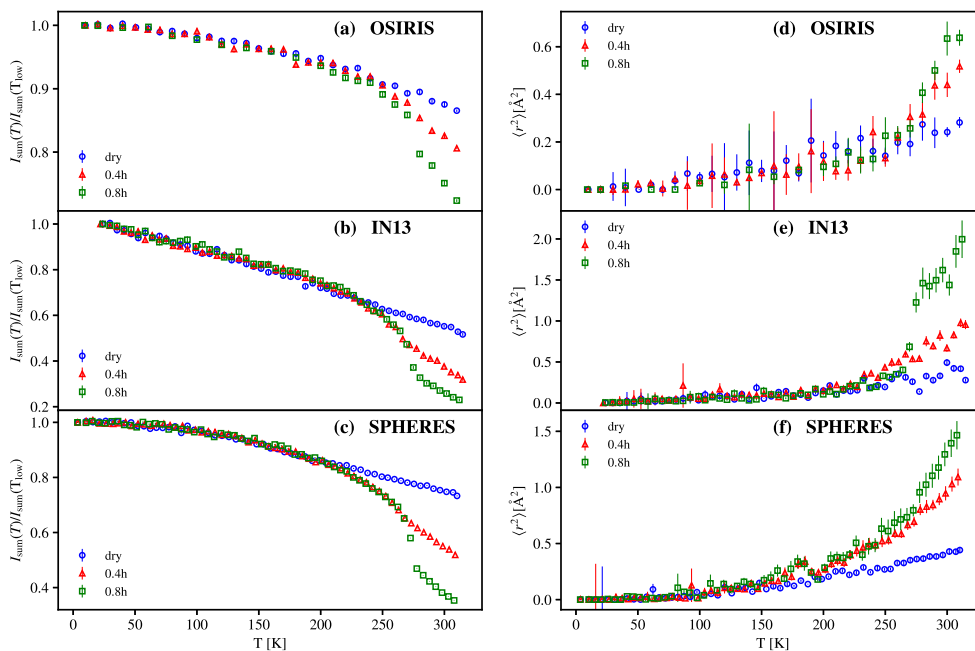 (a) OSIRIS
1.0
0.9
0.8
I_sum(T)/I_sum(T_low)
dry
0.4h
0.8h
(b) IN13
1.0
0.8
0.6
0.4
0.2
I_sum(T)/I_sum(T_low)
dry
0.4h
0.8h
(c) SPHERES
1.0
0.8
0.6
0.4
I_sum(T)/I_sum(T_low)
dry
0.4h
0.8h
0 50 100 150 200 250 300
T [K]
(d) OSIRIS
0.6
0.4
0.2
0.0
⟨r²⟩[Å²]
dry
0.4h
0.8h
(e) IN13
2.0
1.5
1.0
0.5
0.0
⟨r²⟩[Å²]
dry
0.4h
0.8h
(f) SPHERES
1.5
1.0
0.5
0.0
⟨r²⟩[Å²]
dry
0.4h
0.8h
0 50 100 150 200 250 300
T [K]